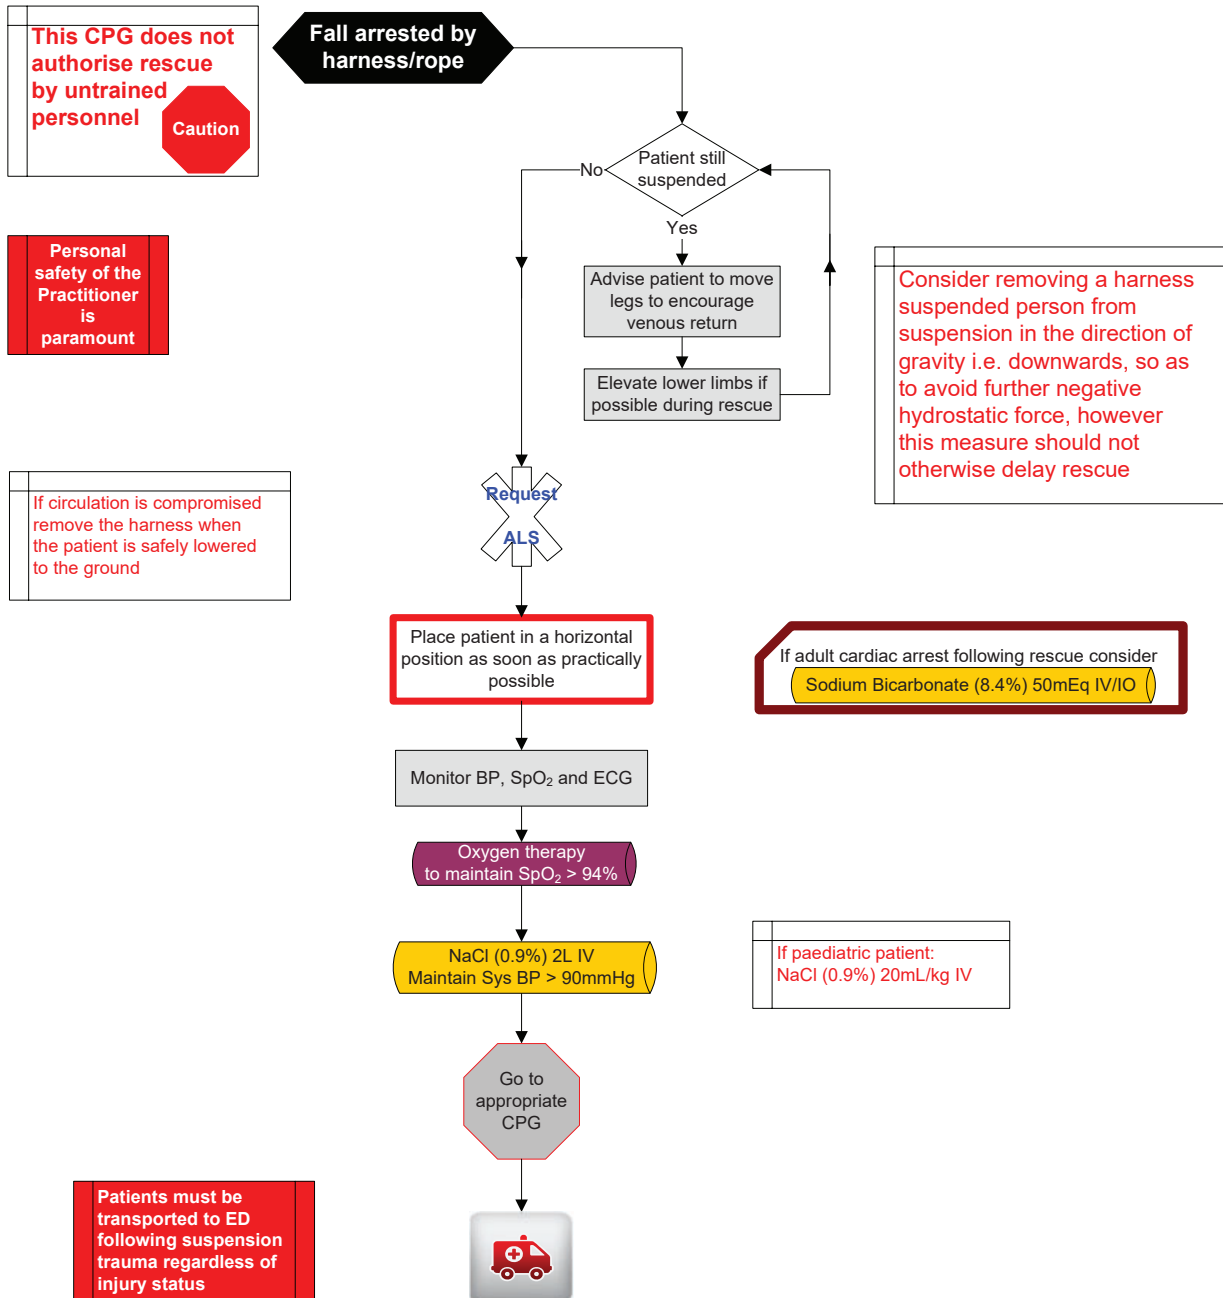 This CPG does not
authorise rescue
by untrained
personnel
Caution
Fall arrested by
harness/rope
Patient still
suspended
No
Yes
Personal
safety of the
Practitioner
is
paramount
Advise patient to move
legs to encourage
venous return
Elevate lower limbs if
possible during rescue
Consider removing a harness
suspended person from
suspension in the direction of
gravity i.e. downwards, so as
to avoid further negative
hydrostatic force, however
this measure should not
otherwise delay rescue
If circulation is compromised
remove the harness when
the patient is safely lowered
to the ground
Request
ALS
Place patient in a horizontal
position as soon as practically
possible
If adult cardiac arrest following rescue consider
Sodium Bicarbonate (8.4%) 50mEq IV/IO
Monitor BP, SpO₂ and ECG
Oxygen therapy
to maintain SpO₂ > 94%
NaCl (0.9%) 2L IV
Maintain Sys BP > 90mmHg
If paediatric patient:
NaCl (0.9%) 20mL/kg IV
Go to
appropriate
CPG
Patients must be
transported to ED
following suspension
trauma regardless of
injury status